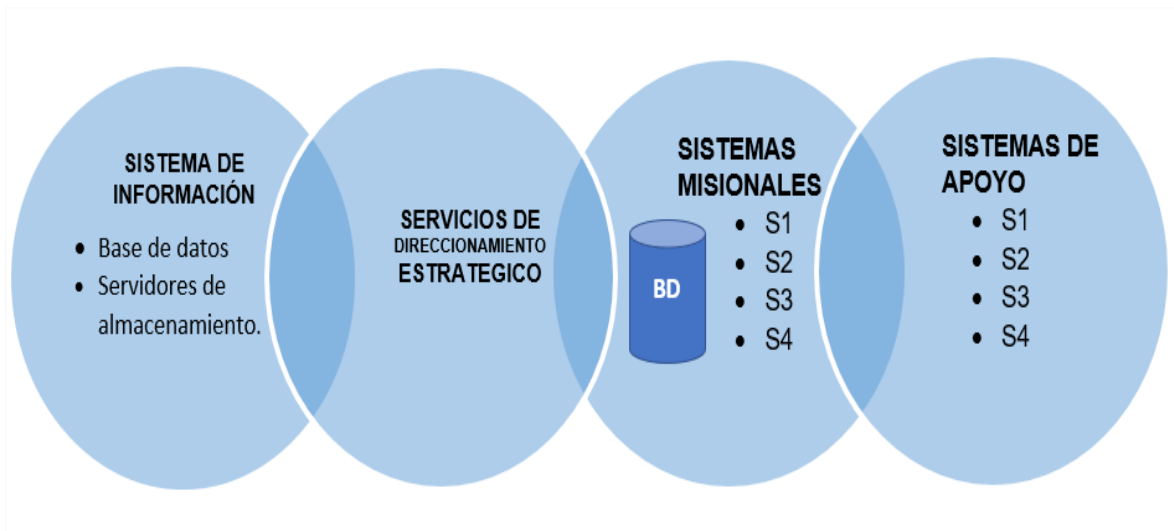 SISTEMA DE
INFORMACIÓN
• Base de datos
• Servidores de
almacenamiento.
SERVICIOS DE
DIRECCIONAMIENTO
ESTRATEGICO
SISTEMAS
MISIONALES
BD
• S1
• S2
• S3
• S4
SISTEMAS DE
APOYO
• S1
• S2
• S3
• S4